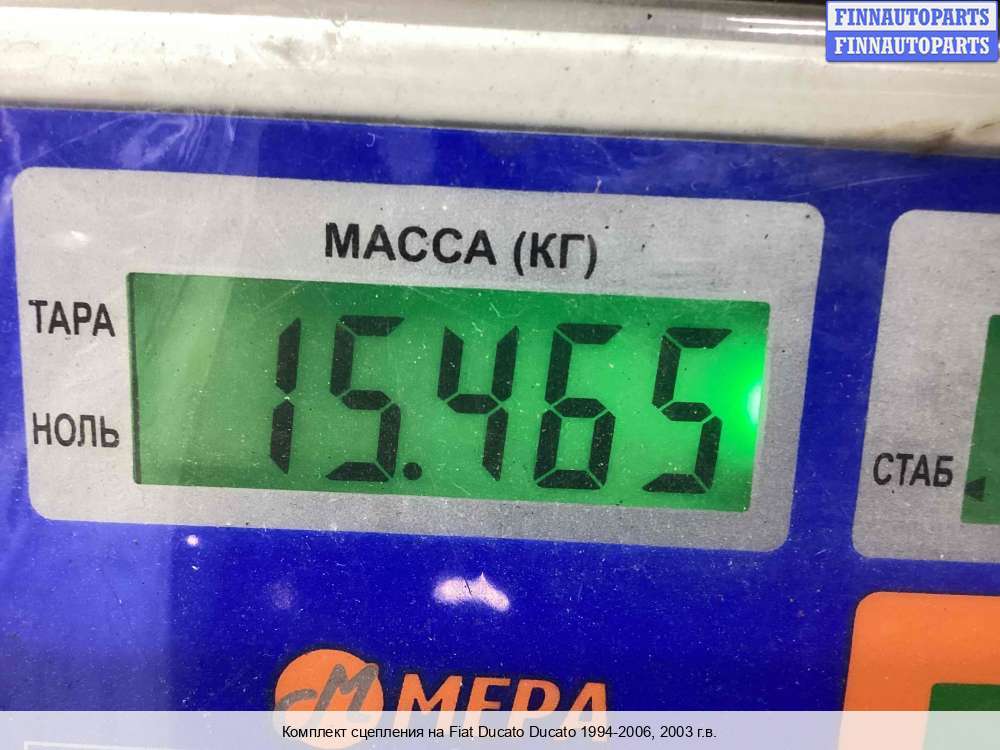 FINNAUTOPARTS
FINNAUTOPARTS
МАССА (КГ)
ТАРА
15.465
НОЛЬ
СТАБ
М МЕРА
Комплект сцепления на Fiat Ducato Ducato 1994-2006, 2003 г.в.